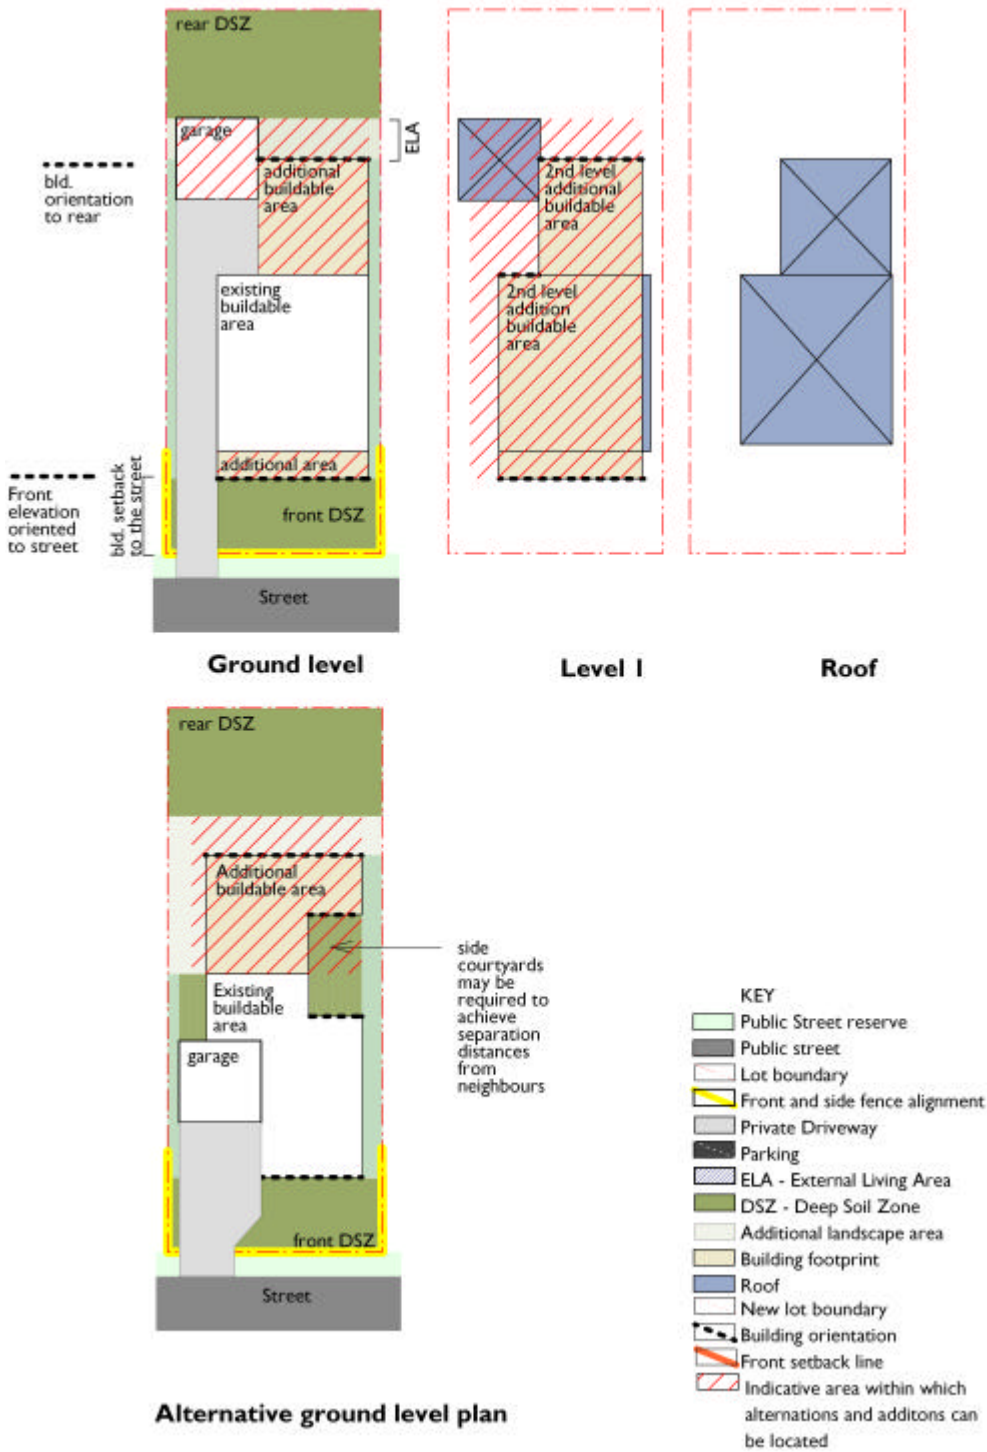 rear DSZ
garage
ELA
additional
buildable
area
bld.
orientation
to rear
existing
buildable
area
additional area
Front
elevation
oriented
to street
bld. setback
to the street
front DSZ
Street
Ground level
2nd level
additional
buildable
area
2nd level
addition
buildable
area
Level 1
Roof
rear DSZ
Additional
buildable area
side
courtyards
may be
required to
achieve
separation
distances
from
neighbours
Existing
buildable
area
garage
front DSZ
Street
Alternative ground level plan
KEY
Public Street reserve
Public street
Lot boundary
Front and side fence alignment
Private Driveway
Parking
ELA - External Living Area
DSZ - Deep Soil Zone
Additional landscape area
Building footprint
Roof
New lot boundary
Building orientation
Front setback line
Indicative area within which
alternations and additons can
be located